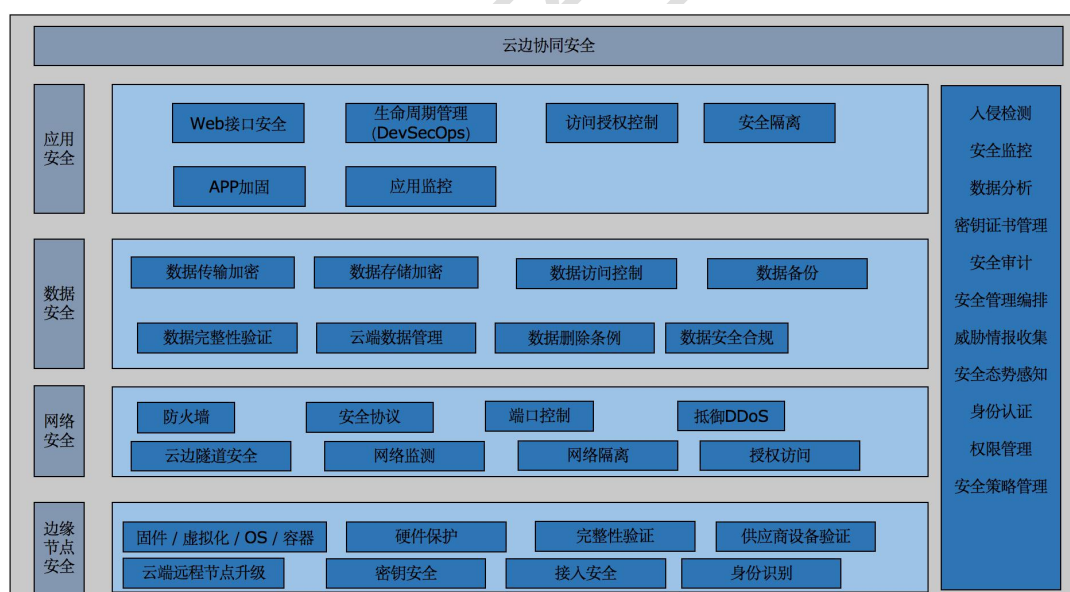 云边协同安全
应用
安全
Web接口安全
生命周期管理
（DevSecOps）
访问授权控制
安全隔离
APP加固
应用监控
数据
安全
数据传输加密
数据存储加密
数据访问控制
数据备份
数据完整性验证
云端数据管理
数据删除条例
数据安全合规
网络
安全
防火墙
安全协议
端口控制
抵御DDoS
云边隧道安全
网络监测
网络隔离
授权访问
边缘
节点
安全
固件 / 虚拟化 / OS / 容器
硬件保护
完整性验证
供应商设备验证
云端远程节点升级
密钥安全
接入安全
身份识别
入侵检测
安全监控
数据分析
密钥证书管理
安全审计
安全管理编排
威胁情报收集
安全态势感知
身份认证
权限管理
安全策略管理